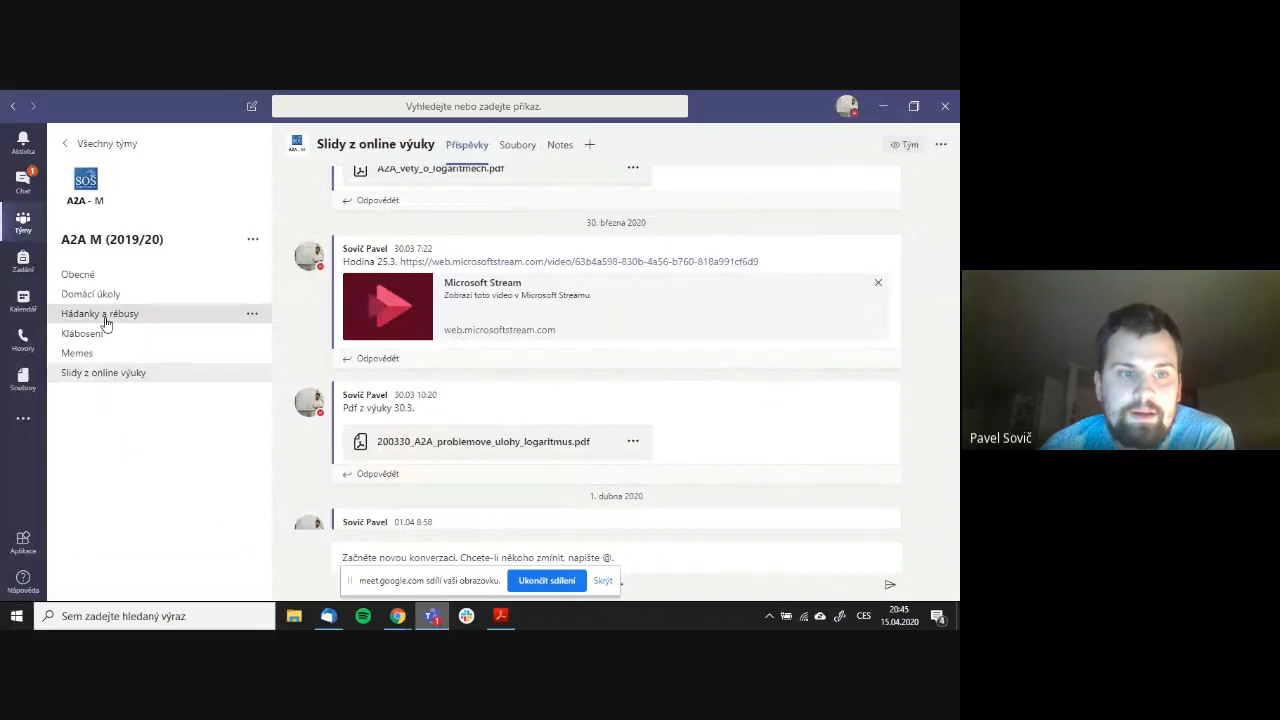 Vyhledejte nebo zadejte příkaz.
Aktivita
Chat
1
Týmy
Zadání
Kalendář
Hovory
Soubory
Aplikace
Nápověda
Všechny týmy
SOŠ
A2A - M
A2A M (2019/20)
Obecné
Domácí úkoly
Hádanky a rébusy
Klábosení
Memes
Slidy z online výuky
A2A - M
Slidy z online výuky
Příspěvky
Soubory
Notes
Tým
A2A_vety_o_logaritmech.pdf
Odpovědět
30. března 2020
Sovič Pavel 30.03 7:22
Hodina 25.3. https://web.microsoftstream.com/video/63b4a598-830b-4a56-b760-818a991cf6d9
Microsoft Stream
Zobrazí toto video v Microsoft Streamu.
web.microsoftstream.com
Odpovědět
Sovič Pavel 30.03 10:20
Pdf z výuky 30.3.
200330_A2A_problemove_ulohy_logaritmus.pdf
Odpovědět
1. dubna 2020
Sovič Pavel 01.04 8:58
Začněte novou konverzaci. Chcete-li někoho zmínit, napište @.
meet.google.com sdílí vaši obrazovku.
Ukončit sdílení
Skrýt
Sem zadejte hledaný výraz
1
CES
20:45
15.04.2020
4
Pavel Sovič